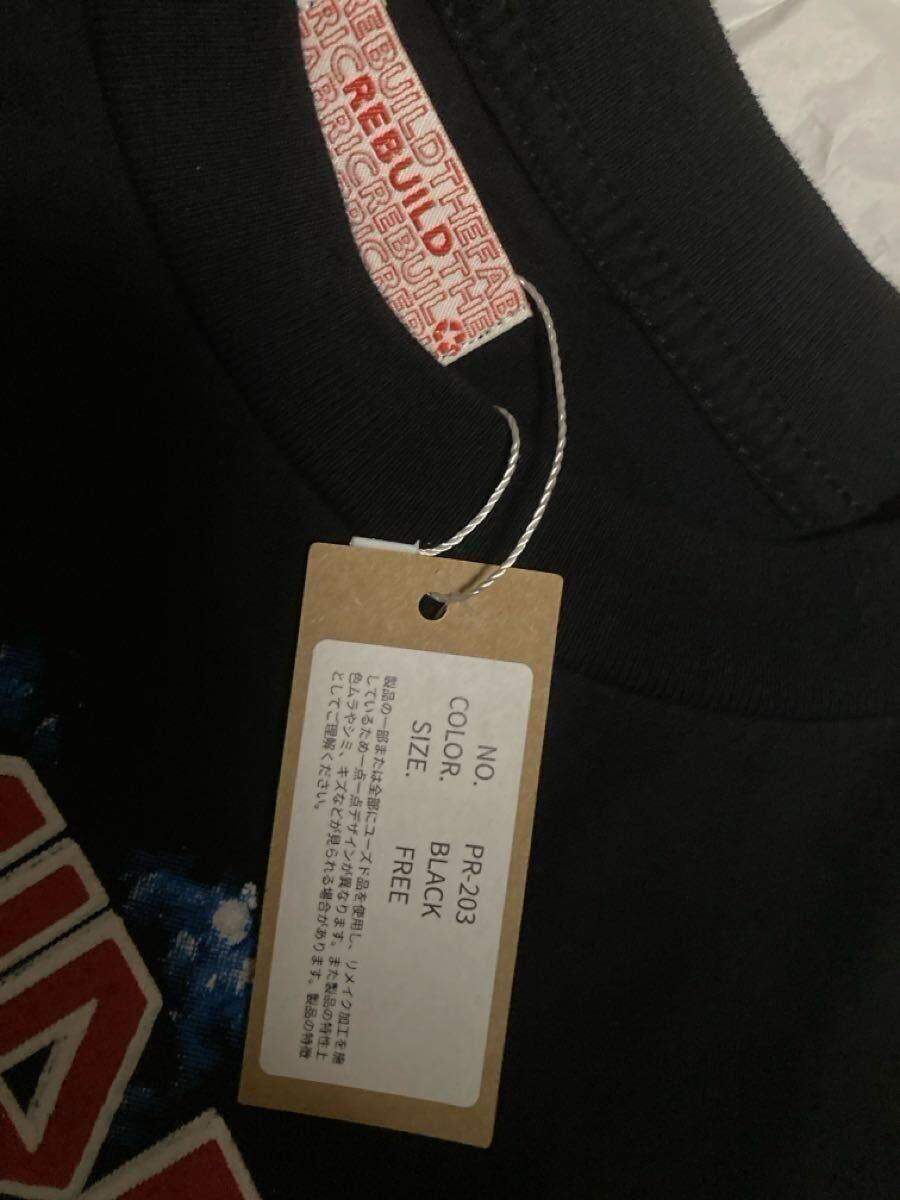 REBUILDTHEFAB
RICREBUILDTHE
FABRICREBUIL
NO. PR-203
COLOR. BLACK
SIZE. FREE
製品の一部または全部にユーズド品を使用し、リメイク加工を施
しているため一点一点デザインが異なります。また製品の特性上
色ムラやシミ、キズなどが見られる場合があります。製品の特徴
としてご理解ください。